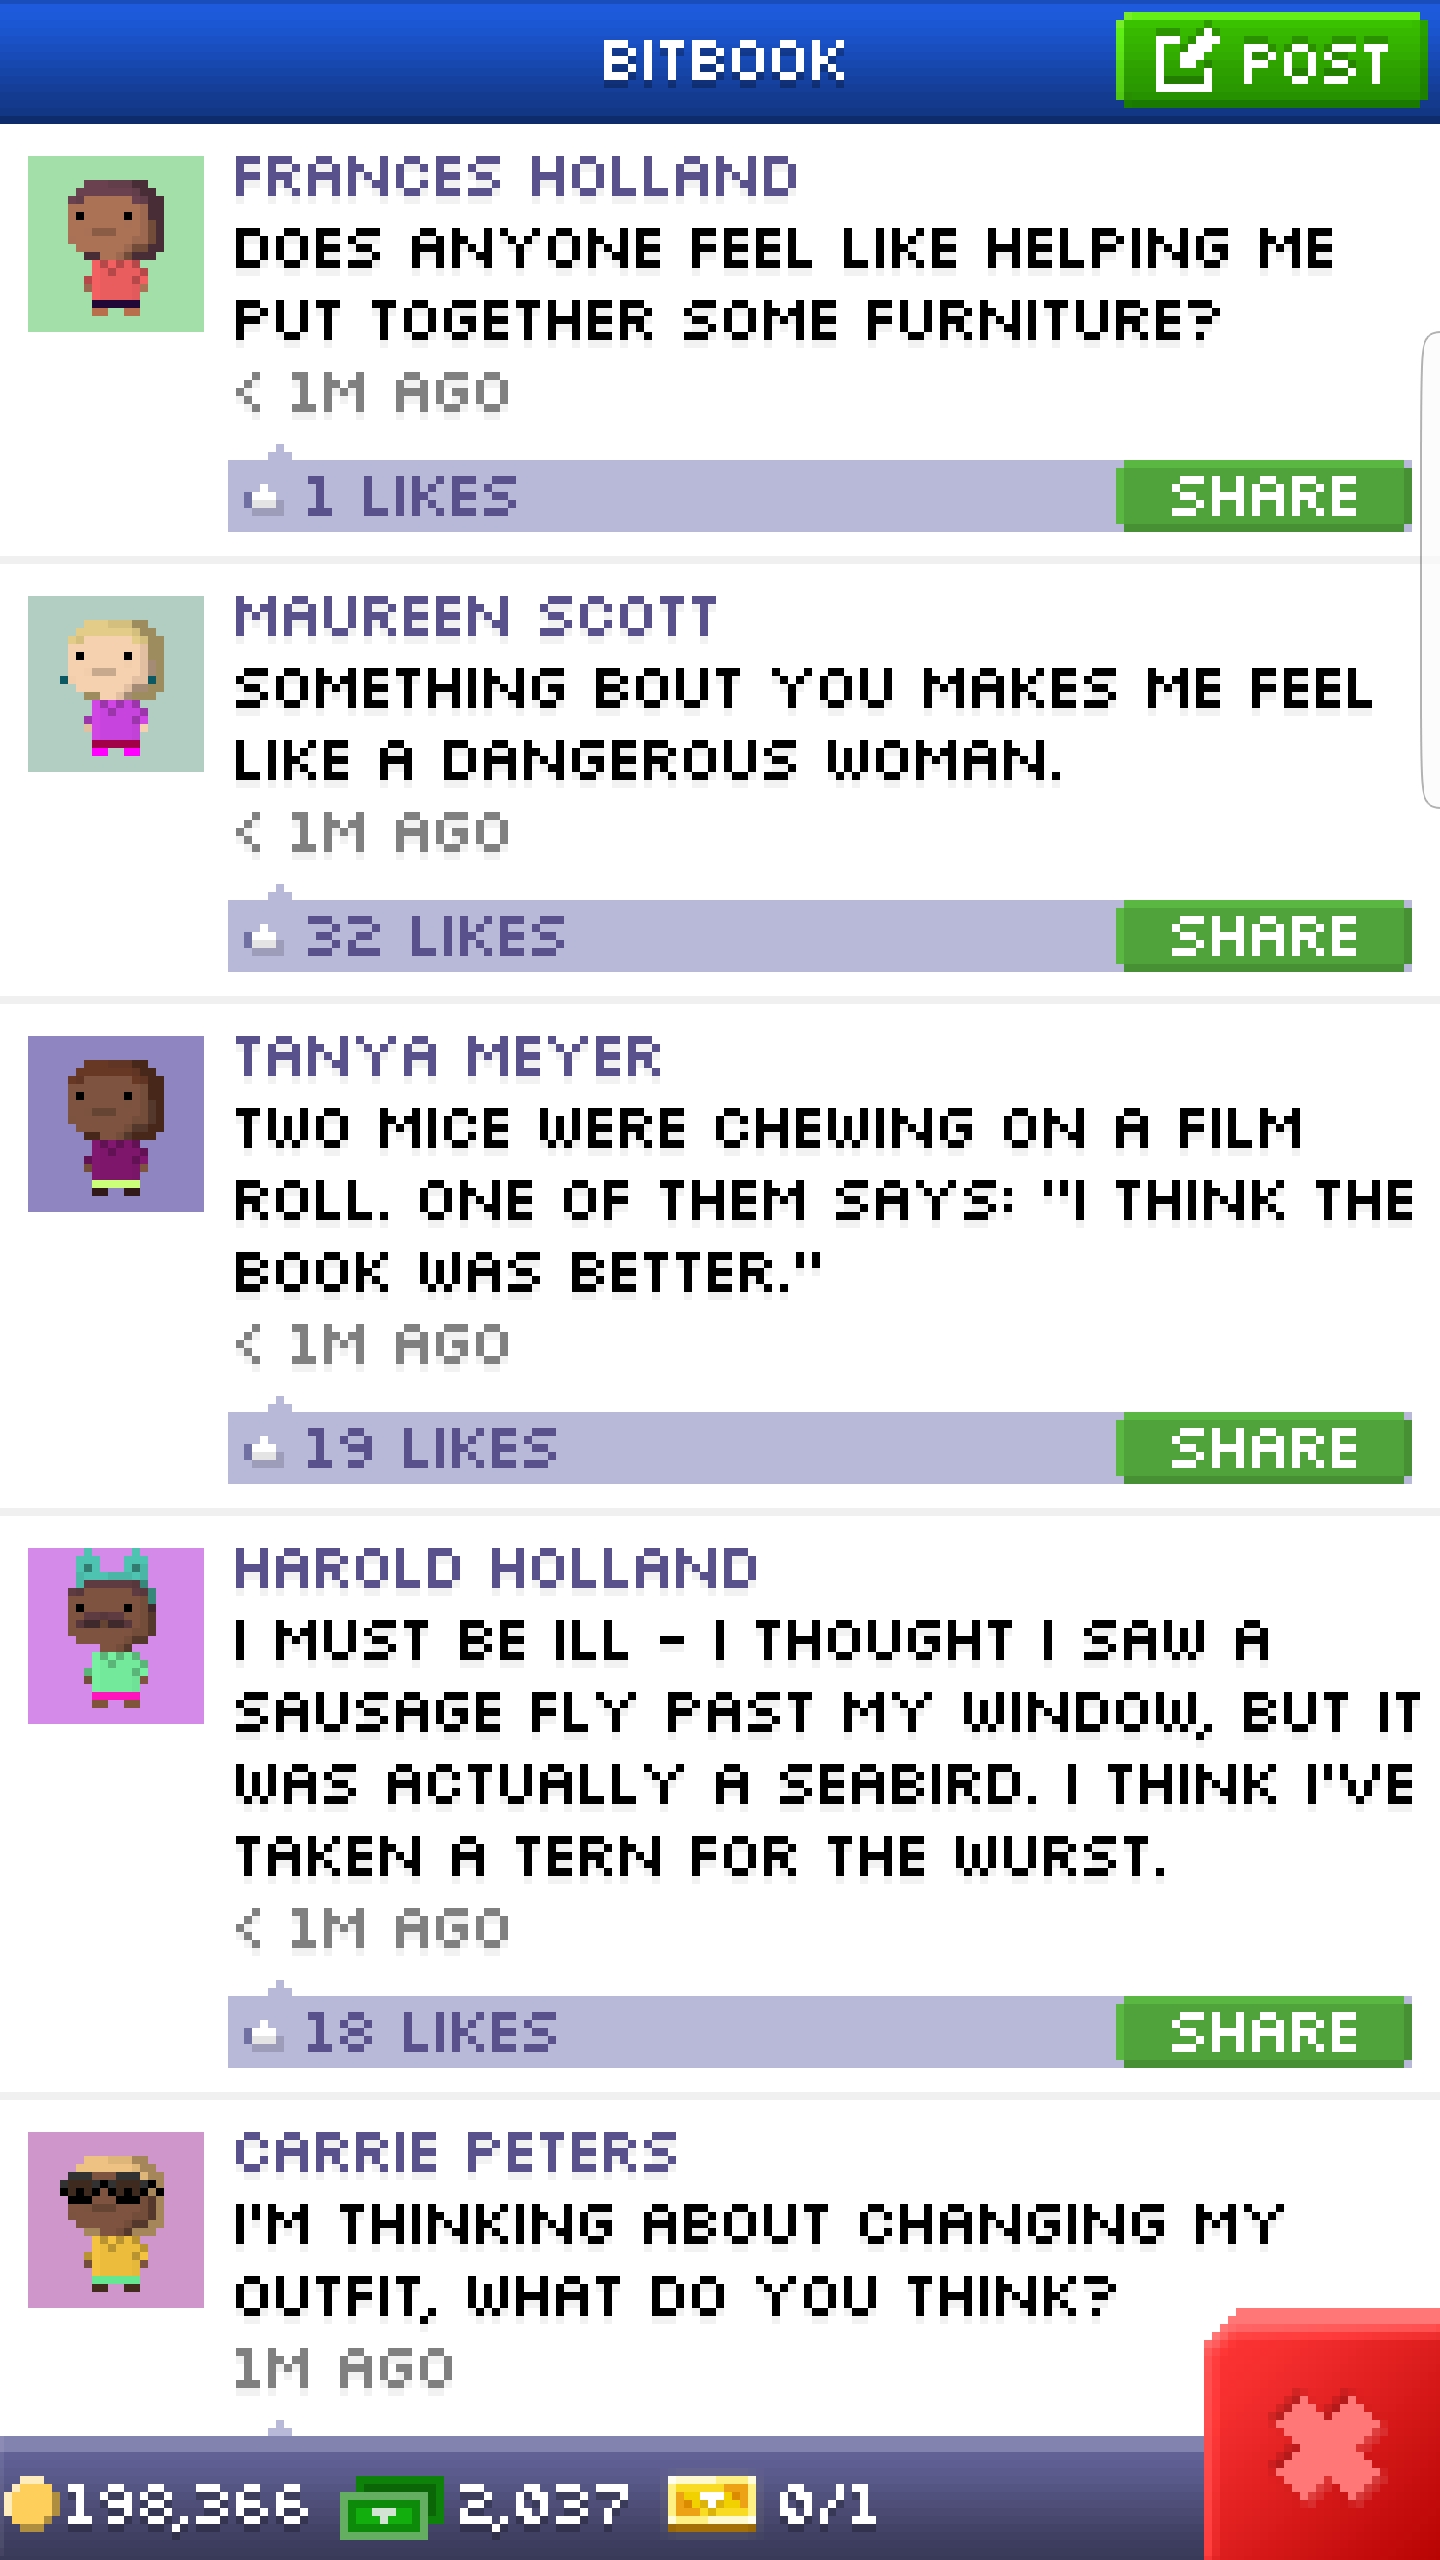 BITBOOK
POST
FRANCES HOLLAND
DOES ANYONE FEEL LIKE HELPING ME
PUT TOGETHER SOME FURNITURE?
< 1M AGO
1 LIKES
SHARE
MAUREEN SCOTT
SOMETHING BOUT YOU MAKES ME FEEL
LIKE A DANGEROUS WOMAN.
< 1M AGO
32 LIKES
SHARE
TANYA MEYER
TWO MICE WERE CHEWING ON A FILM
ROLL. ONE OF THEM SAYS: "I THINK THE
BOOK WAS BETTER."
< 1M AGO
19 LIKES
SHARE
HAROLD HOLLAND
I MUST BE ILL - I THOUGHT I SAW A
SAUSAGE FLY PAST MY WINDOW, BUT IT
WAS ACTUALLY A SEABIRD. I THINK I"VE
TAKEN A TERN FOR THE WURST.
< 1M AGO
18 LIKES
SHARE
CARRIE PETERS
I'M THINKING ABOUT CHANGING MY
OUTFIT, WHAT DO YOU THINK?
1M AGO
198,366 2,037 0/1